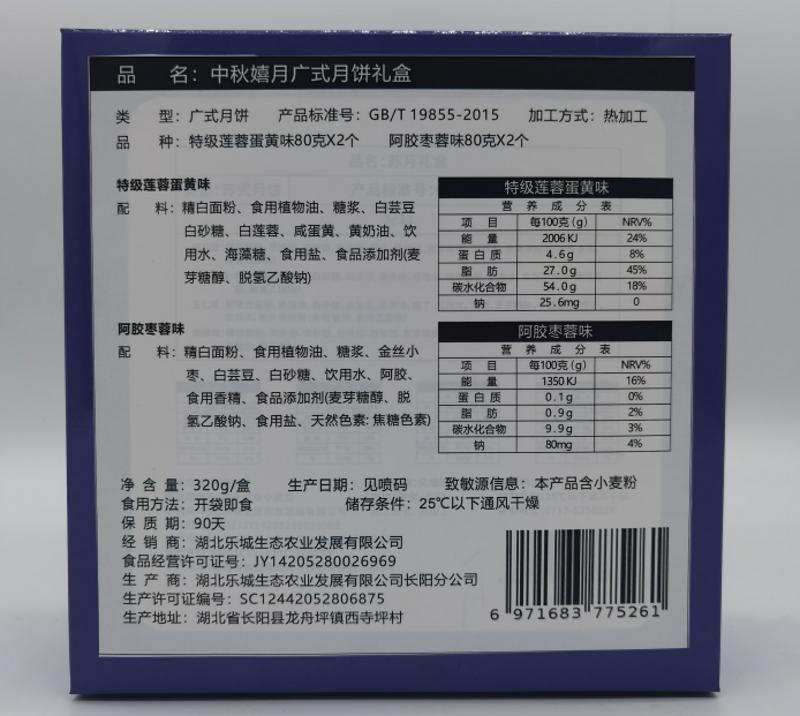 品 名：中秋嬉月广式月饼礼盒
类 型：广式月饼 产品标准号：GB/T 19855-2015 加工方式：热加工
品 种：特级莲蓉蛋黄味80克X2个 阿胶枣蓉味80克X2个
特级莲蓉蛋黄味
配 料：精白面粉、食用植物油、糖浆、白芸豆
白砂糖、白莲蓉、咸蛋黄、黄奶油、饮
用水、海藻糖、食用盐、食品添加剂(麦
芽糖醇、脱氢乙酸钠)
特级莲蓉蛋黄味
营 养 成 分 表
项 目 每100克(g) NRV%
能 量 2006 KJ 24%
蛋白质 4.6g 8%
脂 肪 27.0g 45%
碳水化合物 54.0g 18%
钠 25.6mg 0
阿胶枣蓉味
配 料：精白面粉、食用植物油、糖浆、金丝小
枣、白芸豆、白砂糖、饮用水、阿胶、
食用香精、食品添加剂(麦芽糖醇、脱
氢乙酸钠、食用盐、天然色素: 焦糖色素)
阿胶枣蓉味
营 养 成 分 表
项 目 每100克(g) NRV%
能 量 1350 KJ 16%
蛋白质 0.1g 0%
脂 肪 0.9g 2%
碳水化合物 9.9g 3%
钠 80mg 4%
净 含 量：320g/盒 生产日期：见喷码 致敏源信息：本产品含小麦粉
食用方法：开袋即食 储存条件：25℃以下通风干燥
保 质 期：90天
经 销 商：湖北乐城生态农业发展有限公司
食品经营许可证号：JY14205280026969
生 产 商：湖北乐城生态农业发展有限公司长阳分公司
生产许可证编号：SC12442052806875
生产地址：湖北省长阳县龙舟坪镇西寺坪村
6 971683 775261